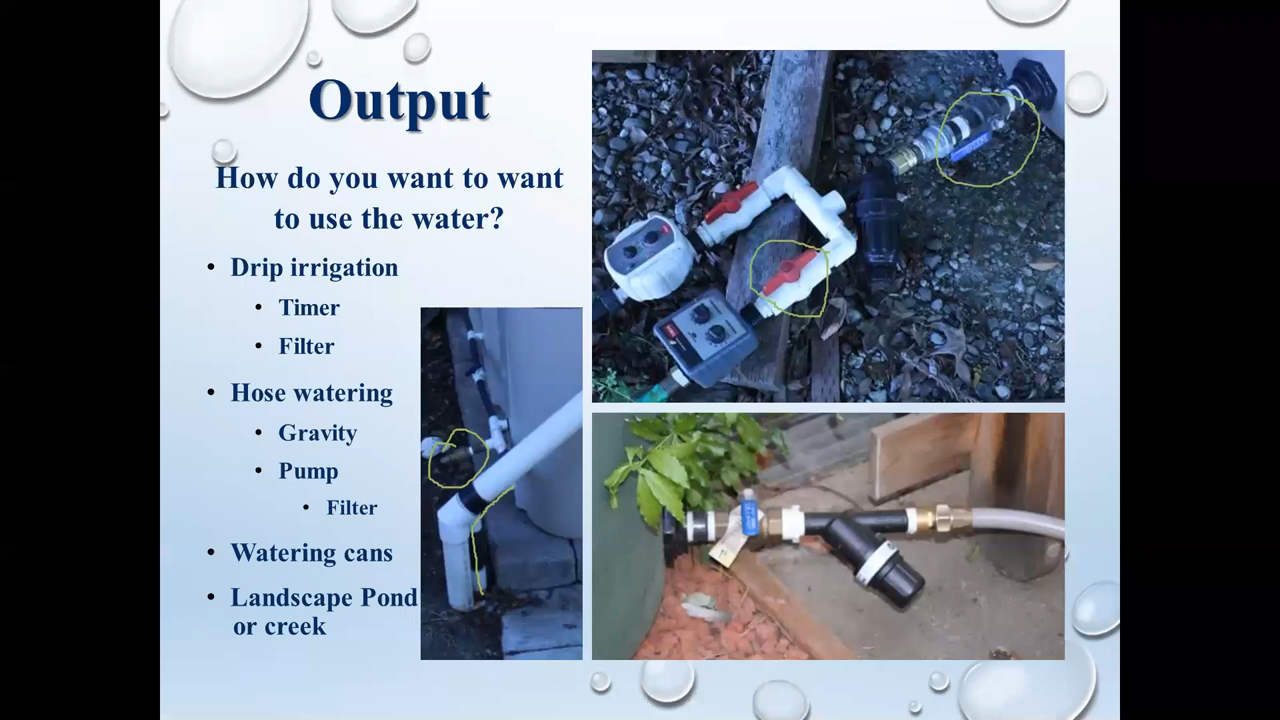 Output
How do you want to want
to use the water?
• Drip irrigation
• Timer
• Filter
• Hose watering
• Gravity
• Pump
• Filter
• Watering cans
• Landscape Pond
or creek